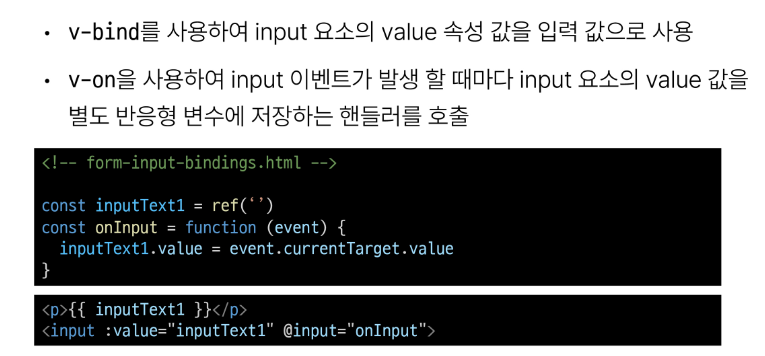 • v-bind를 사용하여 input 요소의 value 속성 값을 입력 값으로 사용
• v-on을 사용하여 input 이벤트가 발생 할 때마다 input 요소의 value 값을
별도 반응형 변수에 저장하는 핸들러를 호출
<!-- form-input-bindings.html -->
const inputText1 = ref(‘’)
const onInput = function (event) {
  inputText1.value = event.currentTarget.value
}
<p>{{ inputText1 }}</p>
<input :value="inputText1" @input="onInput">